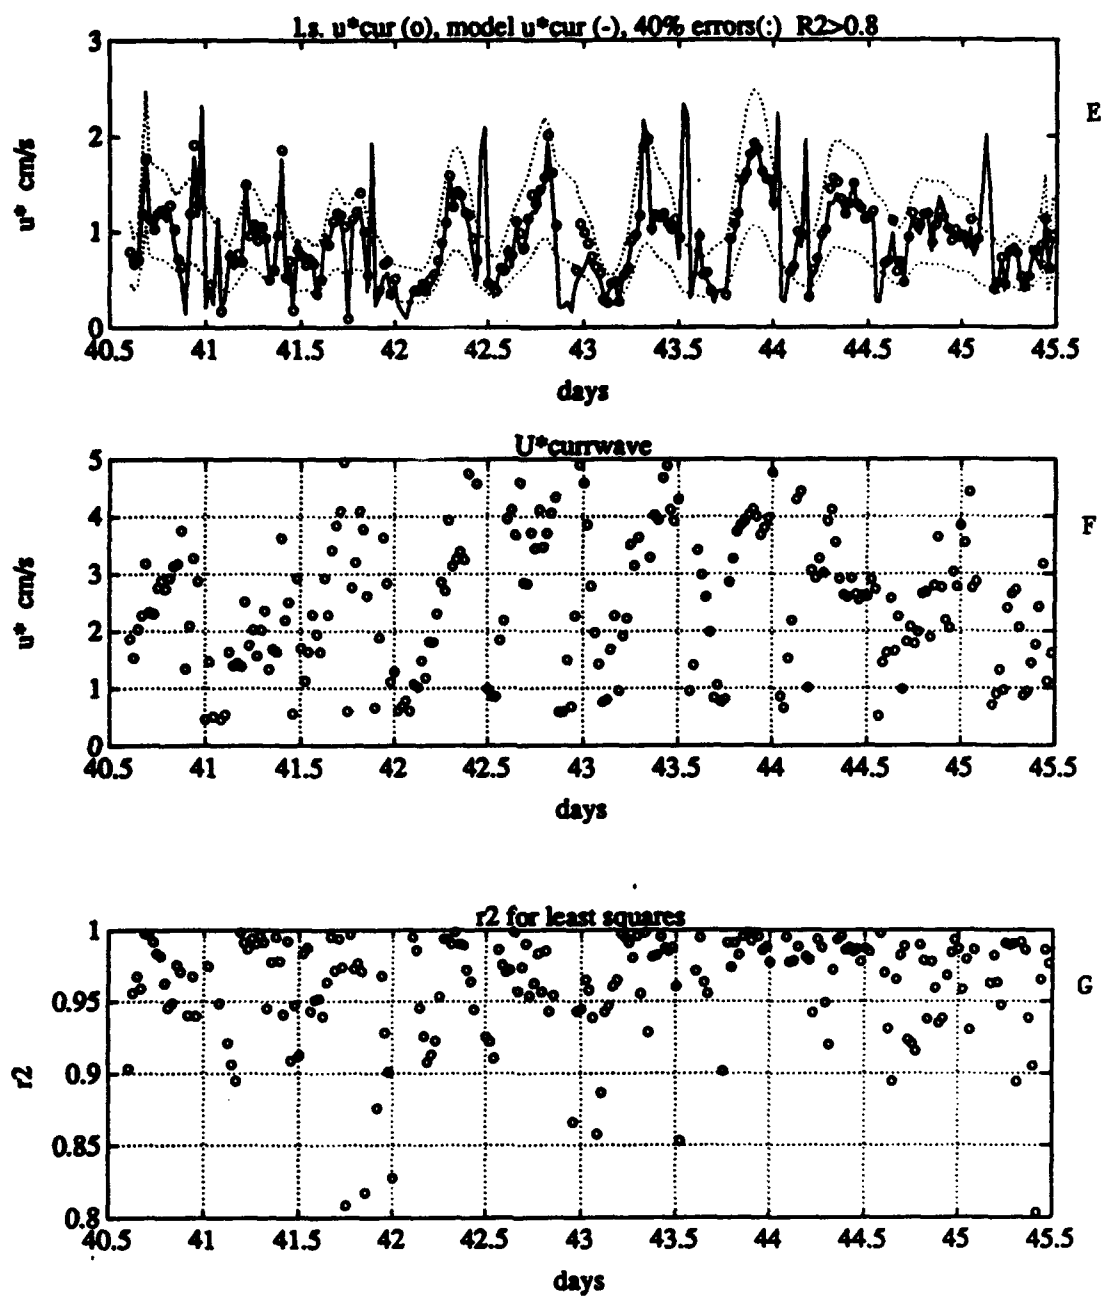 l.s. u*cur (o), model u*cur (-), 40% errors(:) R2>0.8
3
2
1
0
u* cm/s
E
40.5 41 41.5 42 42.5 43 43.5 44 44.5 45 45.5
days
U*currwave
5
4
3
2
1
0
u* cm/s
F
40.5 41 41.5 42 42.5 43 43.5 44 44.5 45 45.5
days
r2 for least squares
1
0.95
0.9
0.85
0.8
r2
G
40.5 41 41.5 42 42.5 43 43.5 44 44.5 45 45.5
days